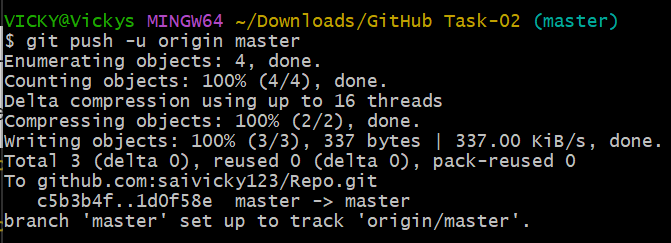 VICKY@Vickys MINGW64 ~/Downloads/GitHub Task-02 (master)
$ git push -u origin master
Enumerating objects: 4, done.
Counting objects: 100% (4/4), done.
Delta compression using up to 16 threads
Compressing objects: 100% (2/2), done.
Writing objects: 100% (3/3), 337 bytes | 337.00 KiB/s, done.
Total 3 (delta 0), reused 0 (delta 0), pack-reused 0
To github.com:saivicky123/Repo.git
   c5b3b4f..1d0f58e  master -> master
branch 'master' set up to track 'origin/master'.